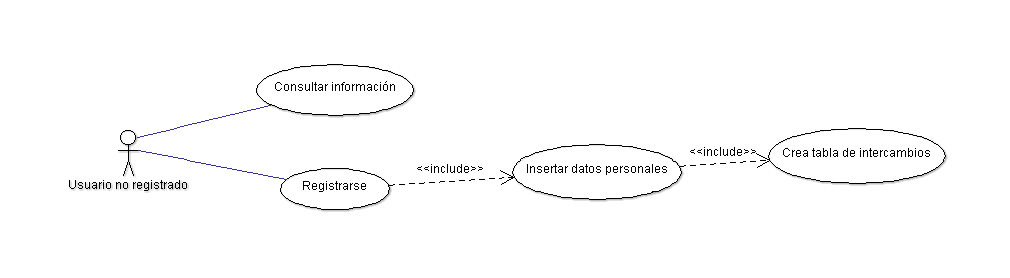 Consultar información
Usuario no registrado
Registrarse
<<include>>
Insertar datos personales
<<include>>
Crea tabla de intercambios